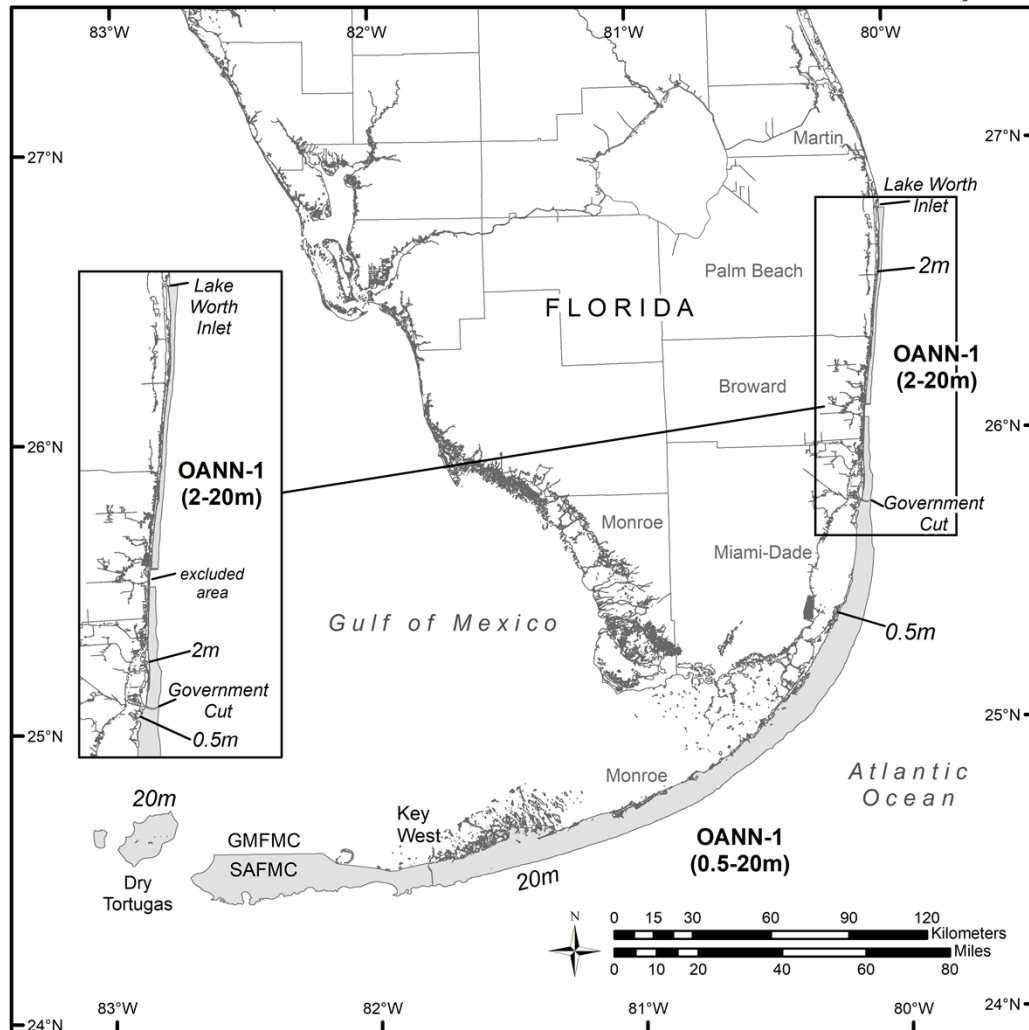 83°W
82°W
81°W
80°W
27°N
27°N
Martin
Lake Worth
Inlet
2m
Palm Beach
FLORIDA
Lake
Worth
Inlet
OANN-1
(2-20m)
Broward
26°N
26°N
OANN-1
(2-20m)
excluded
area
2m
Government
Cut
0.5m
Government
Cut
Monroe
Miami-Dade
Gulf of Mexico
0.5m
25°N
25°N
Atlantic
Ocean
Monroe
20m
Key
West
GMFMC
SAFMC
Dry
Tortugas
20m
OANN-1
(0.5-20m)
N
0 15 30 60 90 120
Kilometers
Miles
0 10 20 40 60 80
24°N
24°N
83°W
82°W
81°W
80°W